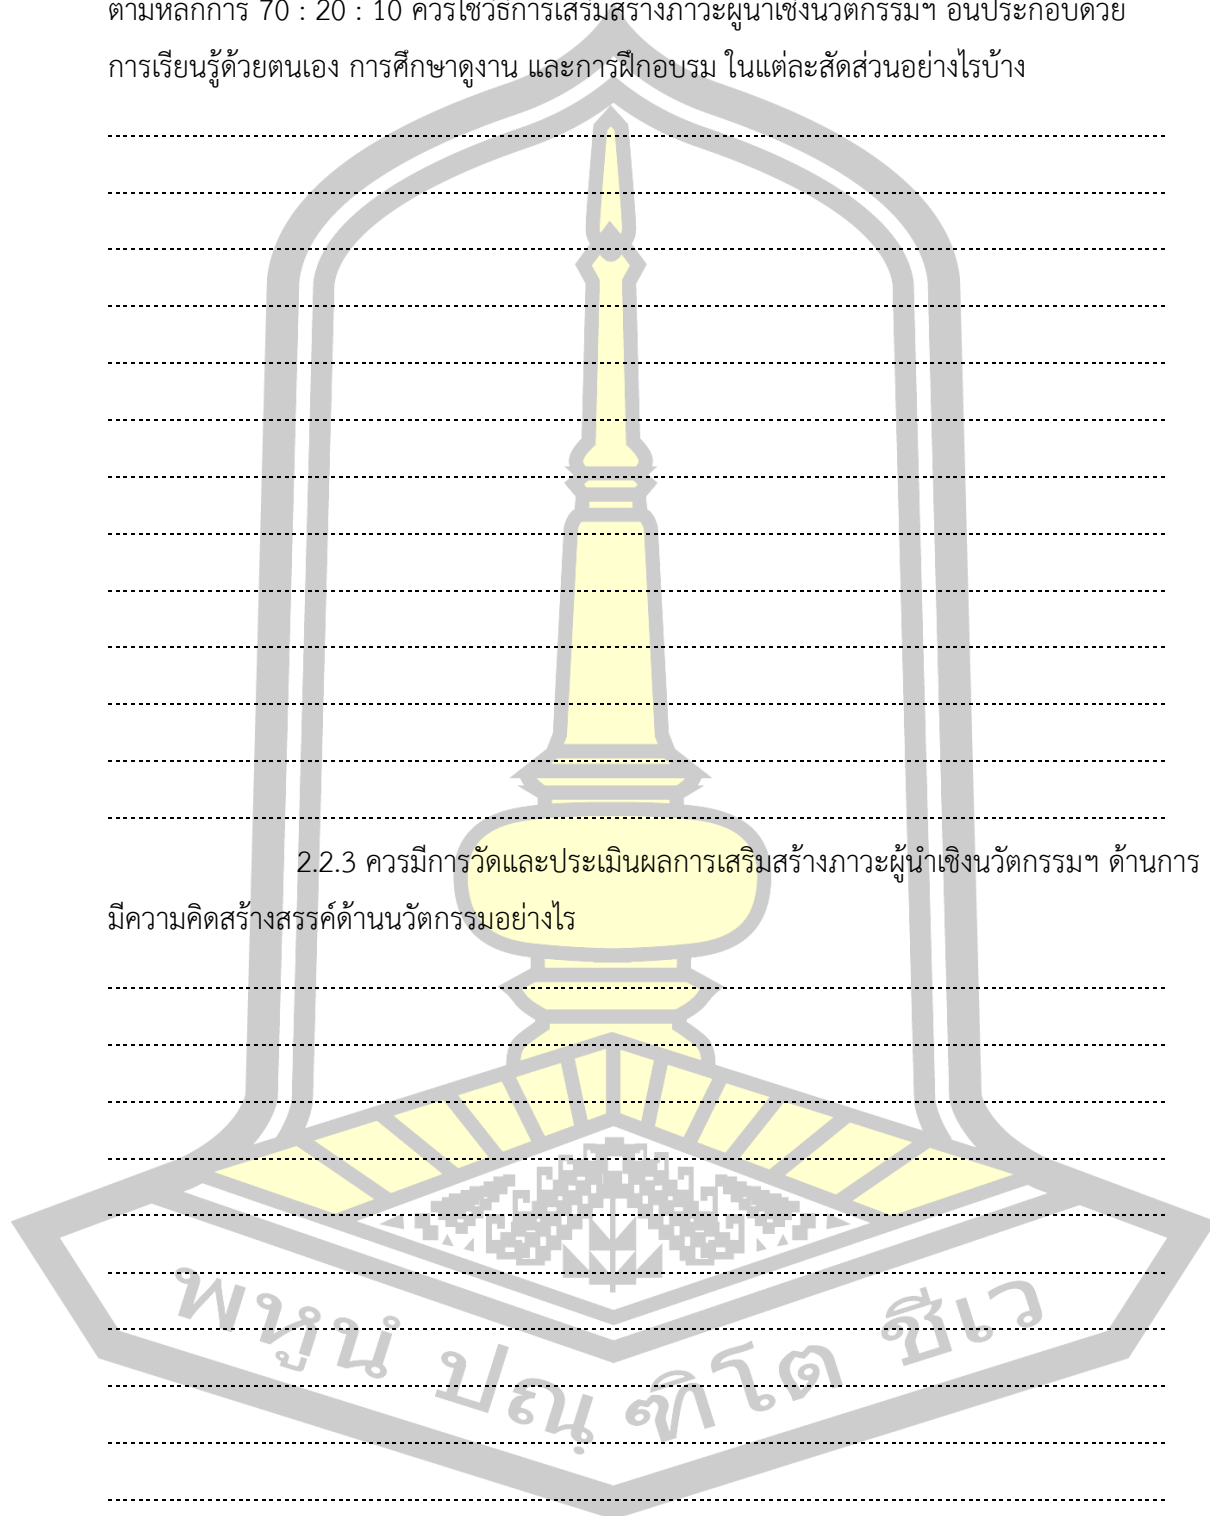 ตามหลักการ 70 : 20 : 10 ควรใช้วิธีการเสริมสร้างภาวะผู้นำเชิงนวัตกรรมฯ อันประกอบด้วย
การเรียนรู้ด้วยตนเอง การศึกษาดูงาน และการฝึกอบรม ในแต่ละสัดส่วนอย่างไรบ้าง
2.2.3 ควรมีการวัดและประเมินผลการเสริมสร้างภาวะผู้นำเชิงนวัตกรรมฯ ด้านการ
มีความคิดสร้างสรรค์ด้านนวัตกรรมอย่างไร
พหูนํ ปณฺฑิโต ชีเว